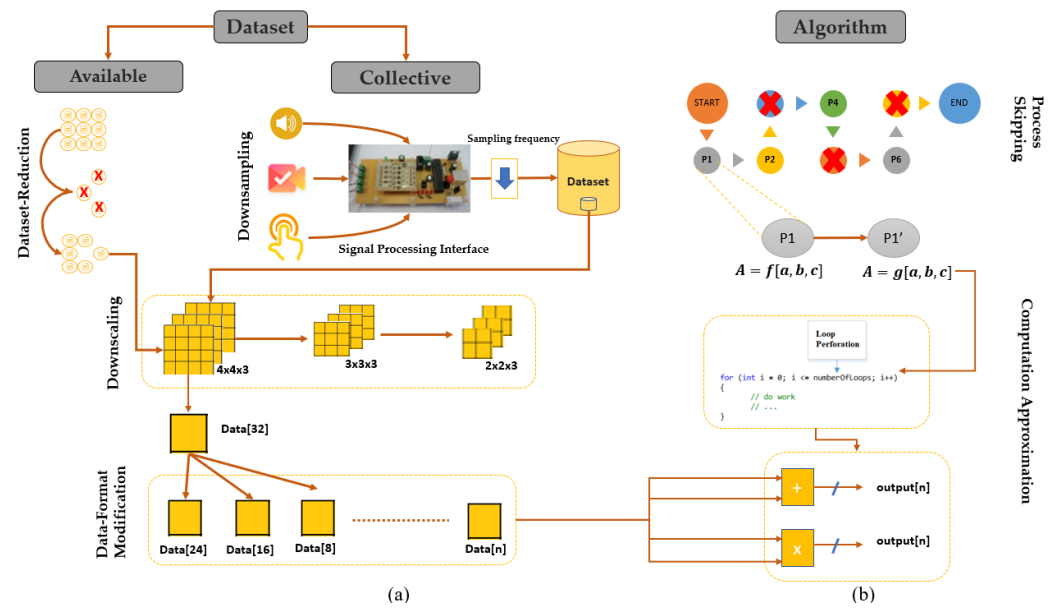 Dataset
Available
Collective
Dataset-Reduction
X
X
X
Downsampling
Sampling frequency
Dataset
Signal Processing Interface
Downscaling
4x4x3
3x3x3
2x2x3
Data[32]
Data-Format
Modification
Data[24]
Data[16]
Data[8]
Data[n]
(a)
Algorithm
Process
Skipping
START
P4
END
P1
P2
P6
P1
P1′
A = f[a, b, c]
A = g[a, b, c]
Computation Approximation
Loop
Perforation
for (int i = 0; i <= numberOfLoops; i++)
{
// do work
// ...
}
+
output[n]
x
output[n]
(b)